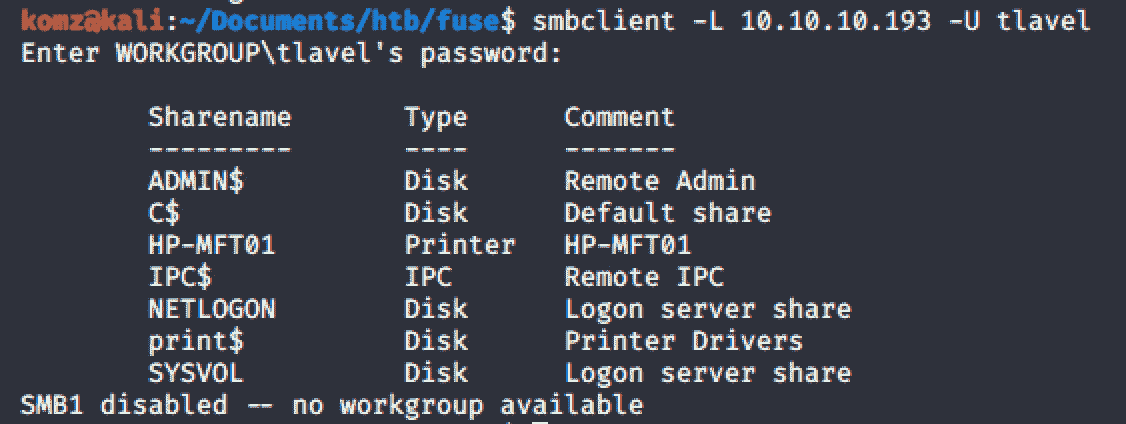 komz@kali:~/Documents/htb/fuse$ smbclient -L 10.10.10.193 -U tlavel
Enter WORKGROUP\tlavel's password:
Sharename Type Comment
--------- ---- -------
ADMIN$ Disk Remote Admin
C$ Disk Default share
HP-MFT01 Printer HP-MFT01
IPC$ IPC Remote IPC
NETLOGON Disk Logon server share
print$ Disk Printer Drivers
SYSVOL Disk Logon server share
SMB1 disabled -- no workgroup available